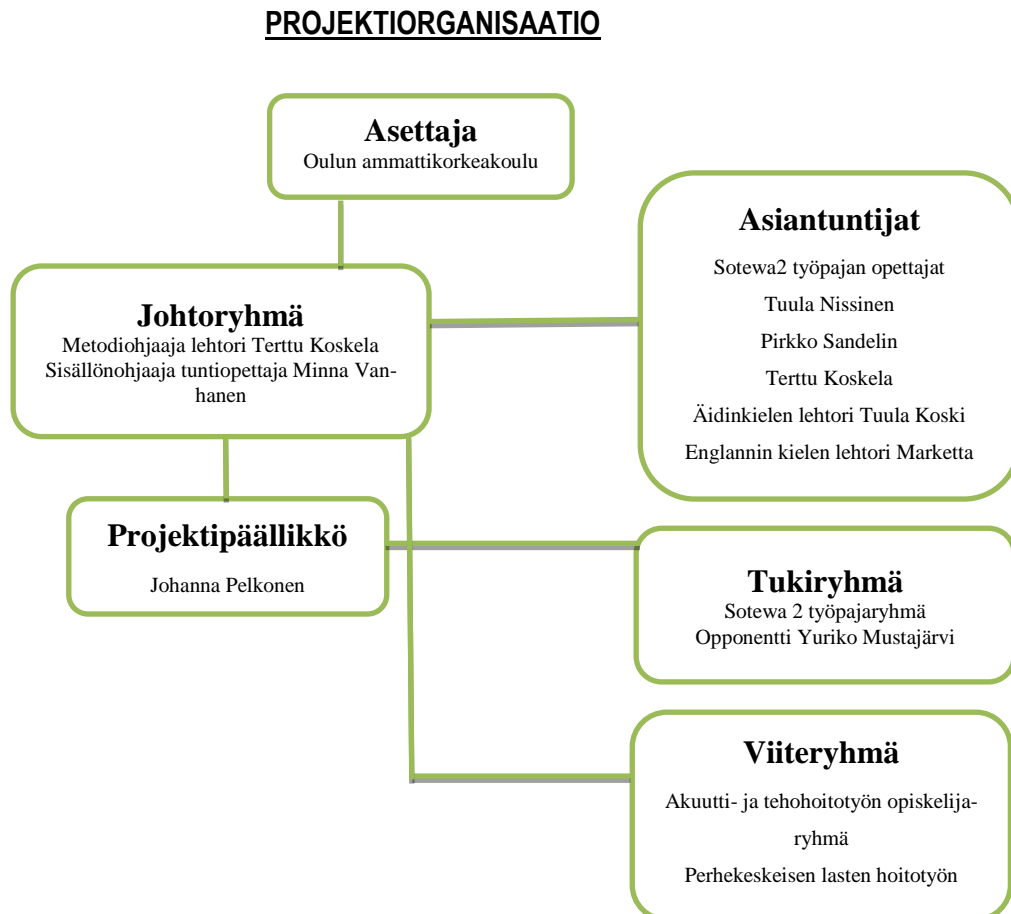 PROJEKTIORGANISAATIO
Asettaja
Oulun ammattikorkeakoulu
Johtoryhmä
Metodiohjaaja lehtori Terttu Koskela
Sisällönohjaaja tuntiopettaja Minna Van-
hanen
Asiantuntijat
Sotewa2 työpajan opettajat
Tuula Nissinen
Pirkko Sandelin
Terttu Koskela
Äidinkielen lehtori Tuula Koski
Englannin kielen lehtori Marketta
Projektipäällikkö
Johanna Pelkonen
Tukiryhmä
Sotewa 2 työpajaryhmä
Opponentti Yuriko Mustajärvi
Viiteryhmä
Akuutti- ja tehohoitotyön opiskelija-
ryhmä
Perhekeskeisen lasten hoitotyön